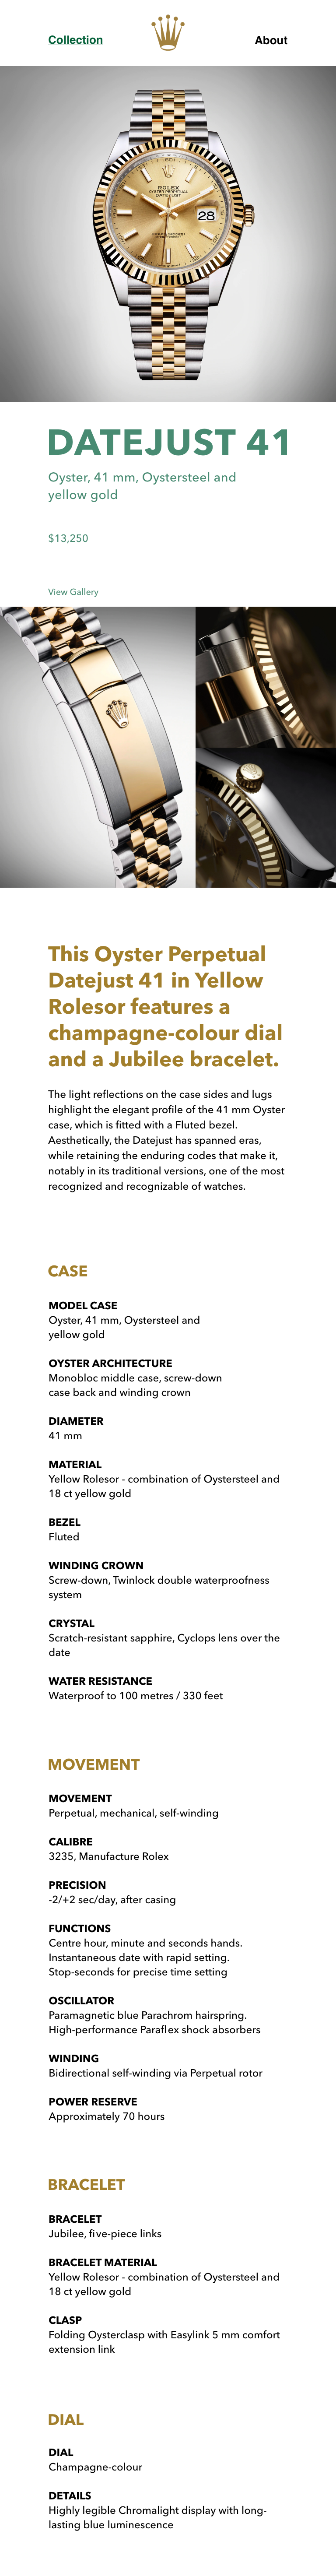 Collection
About
ROLEX
OYSTER PERPETUAL
DATEJUST
28
DATEJUST 41
Oyster, 41 mm, Oystersteel and
yellow gold
$13,250
View Gallery
This Oyster Perpetual
Datejust 41 in Yellow
Rolesor features a
champagne-colour dial
and a Jubilee bracelet.
The light reflections on the case sides and lugs
highlight the elegant profile of the 41 mm Oyster
case, which is fitted with a Fluted bezel.
Aesthetically, the Datejust has spanned eras,
while retaining the enduring codes that make it,
notably in its traditional versions, one of the most
recognized and recognizable of watches.
CASE
MODEL CASE
Oyster, 41 mm, Oystersteel and
yellow gold
OYSTER ARCHITECTURE
Monobloc middle case, screw-down
case back and winding crown
DIAMETER
41 mm
MATERIAL
Yellow Rolesor - combination of Oystersteel and
18 ct yellow gold
BEZEL
Fluted
WINDING CROWN
Screw-down, Twinlock double waterproofness
system
CRYSTAL
Scratch-resistant sapphire, Cyclops lens over the
date
WATER RESISTANCE
Waterproof to 100 metres / 330 feet
MOVEMENT
MOVEMENT
Perpetual, mechanical, self-winding
CALIBRE
3235, Manufacture Rolex
PRECISION
-2/+2 sec/day, after casing
FUNCTIONS
Centre hour, minute and seconds hands.
Instantaneous date with rapid setting.
Stop-seconds for precise time setting
OSCILLATOR
Paramagnetic blue Parachrom hairspring.
High-performance Paraflex shock absorbers
WINDING
Bidirectional self-winding via Perpetual rotor
POWER RESERVE
Approximately 70 hours
BRACELET
BRACELET
Jubilee, five-piece links
BRACELET MATERIAL
Yellow Rolesor - combination of Oystersteel and
18 ct yellow gold
CLASP
Folding Oysterclasp with Easylink 5 mm comfort
extension link
DIAL
DIAL
Champagne-colour
DETAILS
Highly legible Chromalight display with long-
lasting blue luminescence